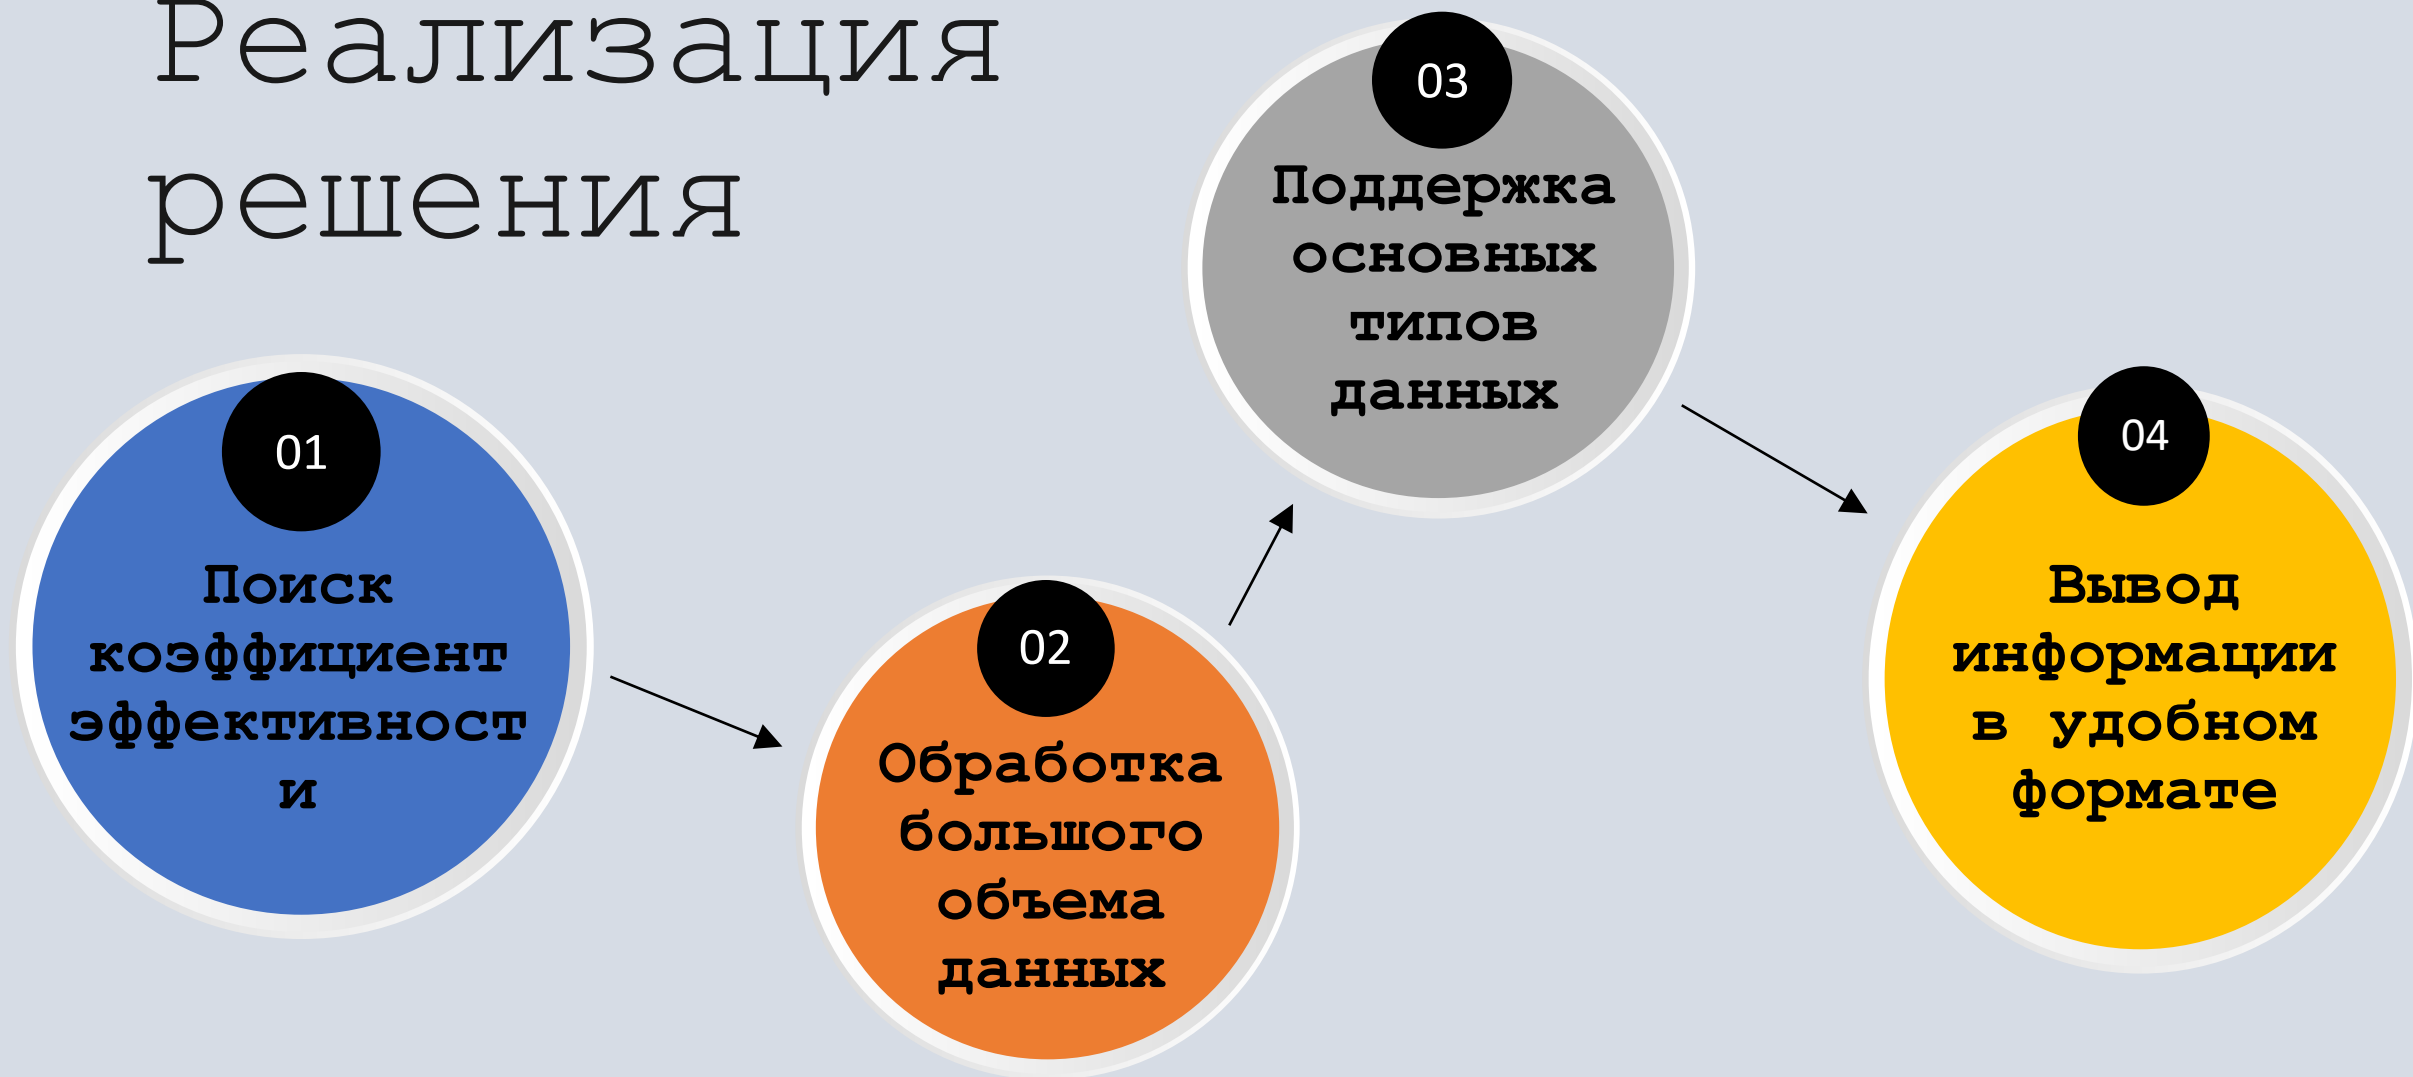 Реализация
решения
01
Поиск
коэффициент
эффективност
и
02
Обработка
большого
объема
данных
03
Поддержка
основных
типов
данных
04
Вывод
информации
в удобном
формате